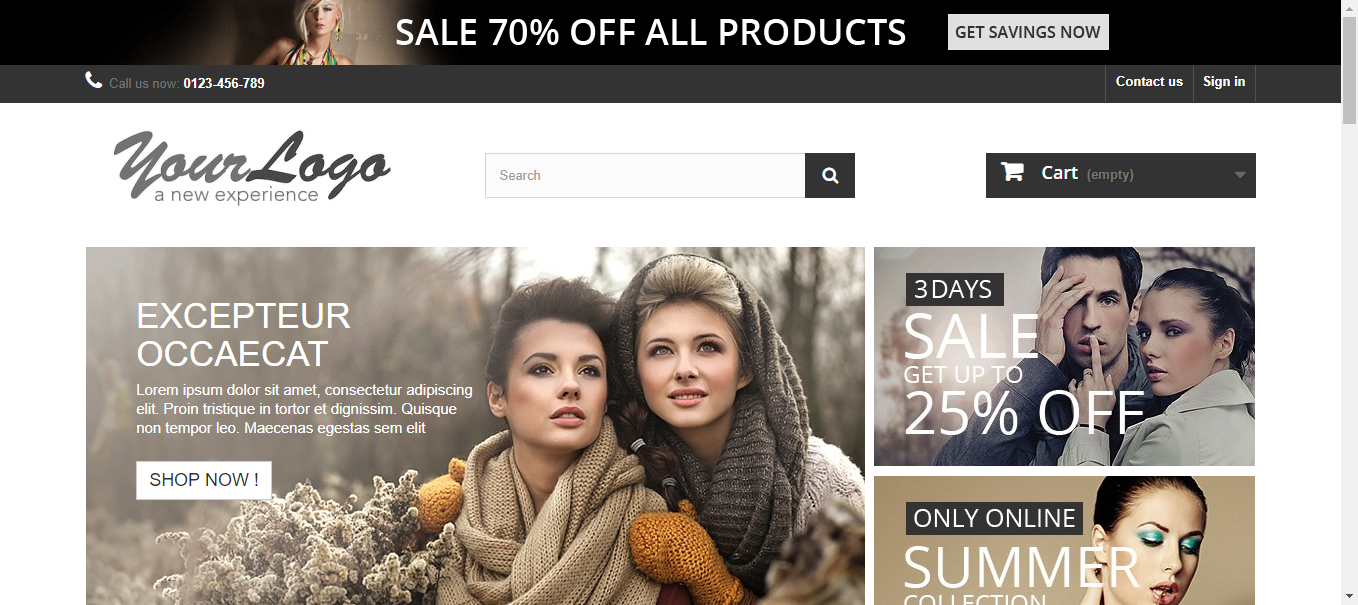 SALE 70% OFF ALL PRODUCTS
GET SAVINGS NOW
Call us now: 0123-456-789
Contact us
Sign in
YourLogo
a new experience
Search
Cart (empty)
EXCEPTEUR
OCCAECAT
Lorem ipsum dolor sit amet, consectetur adipiscing
elit. Proin tristique in tortor et dignissim. Quisque
non tempor leo. Maecenas egestas sem elit
SHOP NOW !
3DAYS
SALE
GET UP TO
25% OFF
ONLY ONLINE
SUMMER
COLLECTION